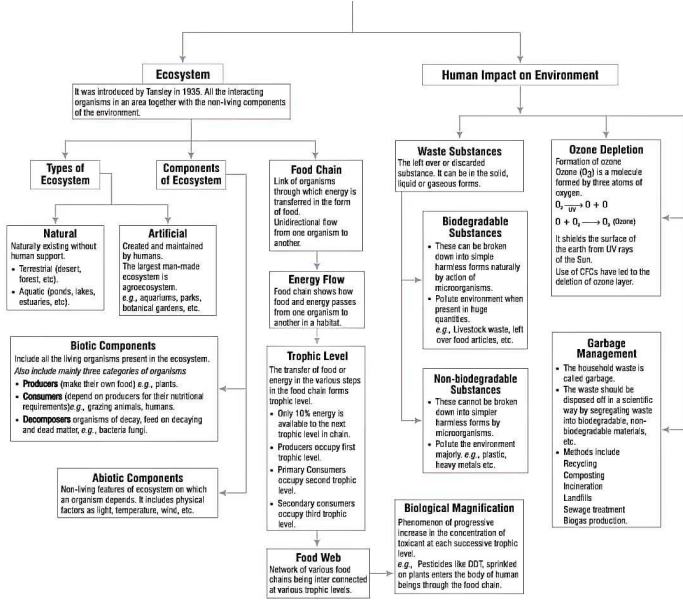 Ecosystem
It was introduced by Tansley in 1935. All the interacting
organisms in an area together with the non-living components
of the environment.
Types of
Ecosystem
Components
of Ecosystem
Natural
Naturally existing without
human support.
• Terrestrial (desert,
forest, etc).
• Aquatic (ponds, lakes,
estuaries, etc).
Artificial
Created and maintained
by humans.
The largest man-made
ecosystem is
agroecosystem.
e.g., aquariums, parks,
botanical gardens, etc.
Biotic Components
Include all the living organisms present in the ecosystem.
Also include mainly three categories of organisms
• Producers (make their own food) e.g., plants.
• Consumers (depend on producers for their nutritional
requirements)e.g., grazing animals, humans.
• Decomposers organisms of decay, feed on decaying
and dead matter, e.g., bacteria fungi.
Abiotic Components
Non-living features of ecosystem on which
an organism depends. It includes physical
factors as light, temperature, wind, etc.
Food Chain
Link of organisms
through which energy is
transferred in the form
of food.
Unidirectional flow
from one organism to
another.
Energy Flow
Food chain shows how
food and energy passes
from one organism to
another in a habitat.
Trophic Level
The transfer of food or
energy in the various steps
in the food chain forms
trophic level.
• Only 10% energy is
available to the next
trophic level in chain.
• Producers occupy first
trophic level.
• Primary Consumers
occupy second trophic
level.
• Secondary consumers
occupy third trophic
level.
Food Web
Network of various food
chains being inter connected
at various trophic levels.
Human Impact on Environment
Waste Substances
The left over or discarded
substance. It can be in the solid,
liquid or gaseous forms.
Biodegradable
Substances
• These can be broken
down into simple
harmless forms naturally
by action of
microorganisms.
• Pollute environment when
present in huge
quantities.
e.g., Livestock waste, left
over food articles, etc.
Non-biodegradable
Substances
• These cannot be broken
down into simpler
harmless forms by
microorganisms.
• Pollute the environment
majorly. e.g., plastic,
heavy metals etc.
Biological Magnification
Phenomenon of progressive
increase in the concentration of
toxicant at each successive trophic
level.
e.g., Pesticides like DDT, sprinkled
on plants enters the body of human
beings through the food chain.
Ozone Depletion
Formation of ozone
Ozone (O₃) is a molecule
formed by three atoms of
oxygen.
O₂ →UV O + O
O + O₂ → O₃ (Ozone)
It shields the surface of
the earth from UV rays
of the Sun.
Use of CFCs have led to the
deletion of ozone layer.
Garbage
Management
• The household waste is
called garbage.
• The waste should be
disposed off in a scientific
way by segregating waste
into biodegradable, non-
biodegradable materials,
etc.
• Methods include
Recycling
Composting
Incineration
Landfills
Sewage treatment
Biogas production.